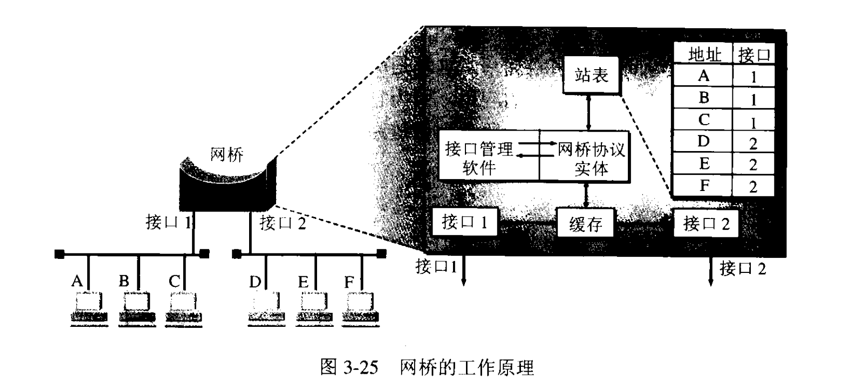 网桥
接口 1
接口 2
A B C D E F
站表
接口管理
软件
网桥协议
实体
接口 1
缓存
接口 2
接口1
接口 2
地址 接口
A 1
B 1
C 1
D 2
E 2
F 2
图 3-25 网桥的工作原理